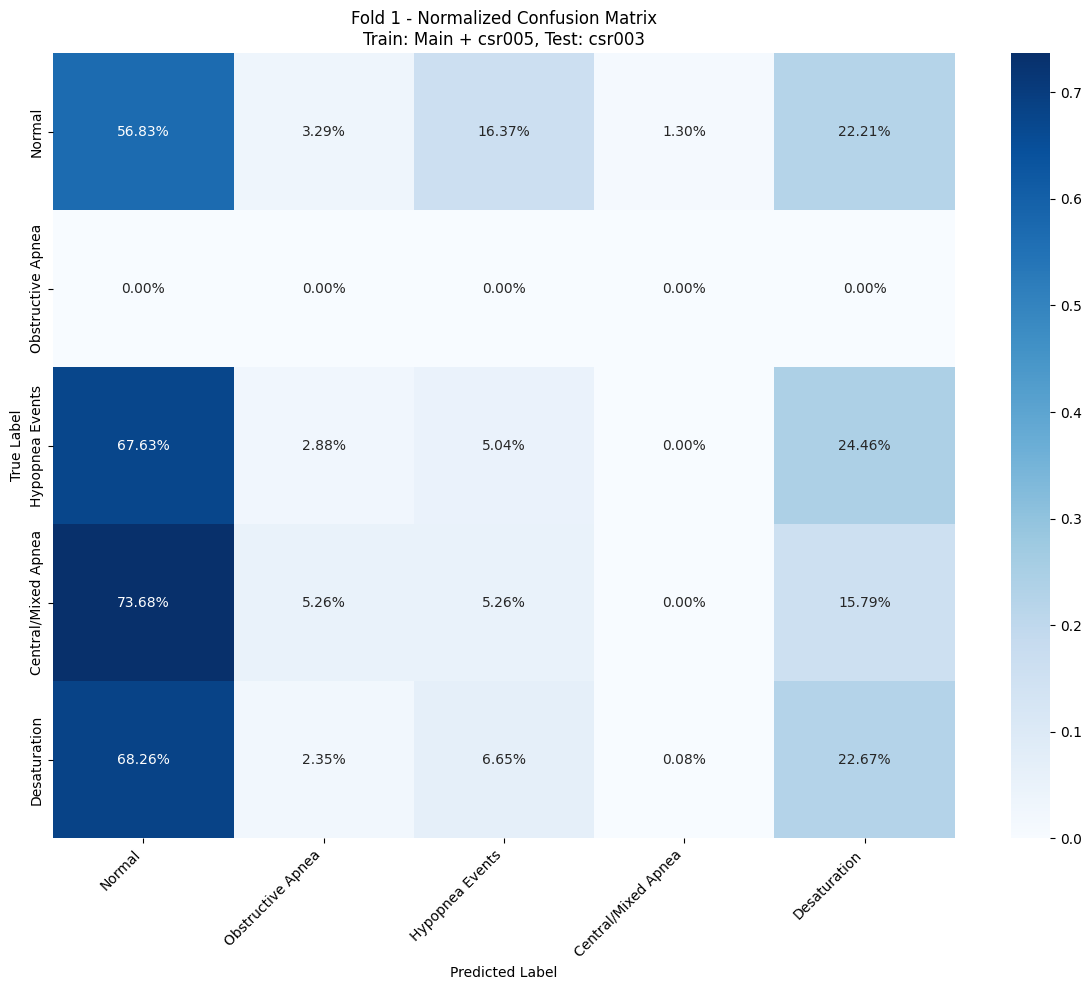 Fold 1 - Normalized Confusion Matrix
Train: Main + csr005, Test: csr003
True Label
Normal
56.83%
3.29%
16.37%
1.30%
22.21%
Obstructive Apnea
0.00%
0.00%
0.00%
0.00%
0.00%
Hypopnea Events
67.63%
2.88%
5.04%
0.00%
24.46%
Central/Mixed Apnea
73.68%
5.26%
5.26%
0.00%
15.79%
Desaturation
68.26%
2.35%
6.65%
0.08%
22.67%
Normal
Obstructive Apnea
Hypopnea Events
Central/Mixed Apnea
Desaturation
Predicted Label
0.7
0.6
0.5
0.4
0.3
0.2
0.1
0.0